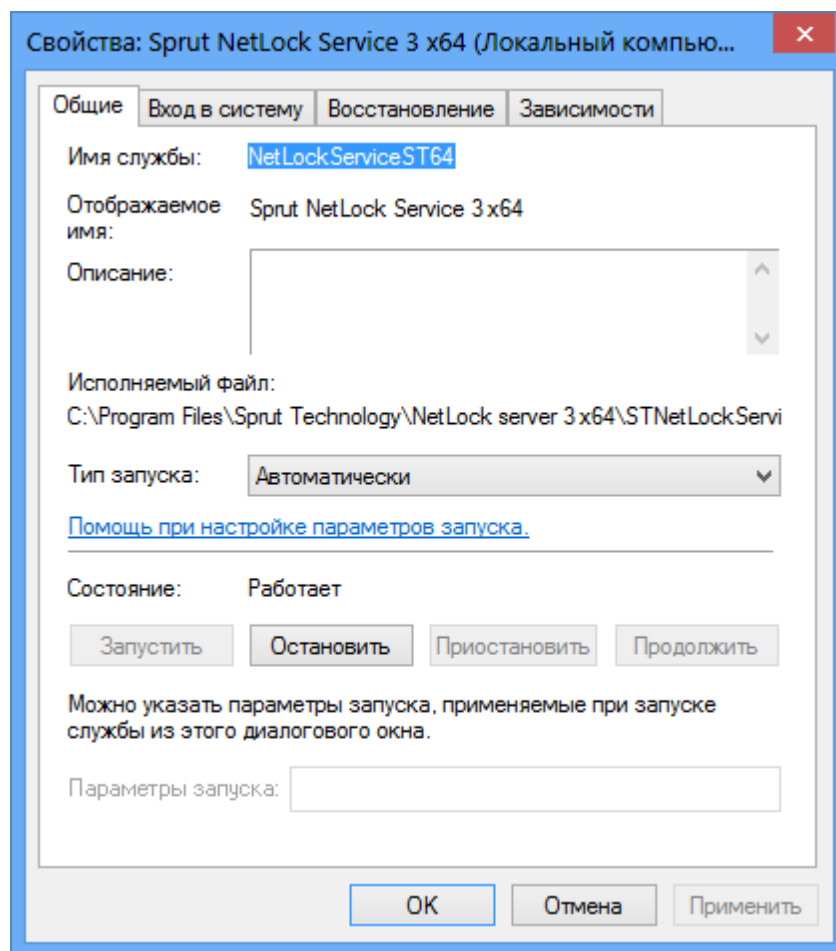 Свойства: Sprut NetLock Service 3 x64 (Локальный компью...
Общие Вход в систему Восстановление Зависимости
Имя службы: NetLockServiceST64
Отображаемое имя: Sprut NetLock Service 3 x64
Описание:
Исполняемый файл:
C:\Program Files\Sprut Technology\NetLock server 3 x64\STNetLockServi
Тип запуска: Автоматически
Помощь при настройке параметров запуска.
Состояние: Работает
Запустить Остановить Приостановить Продолжить
Можно указать параметры запуска, применяемые при запуске
службы из этого диалогового окна.
Параметры запуска:
OK Отмена Применить